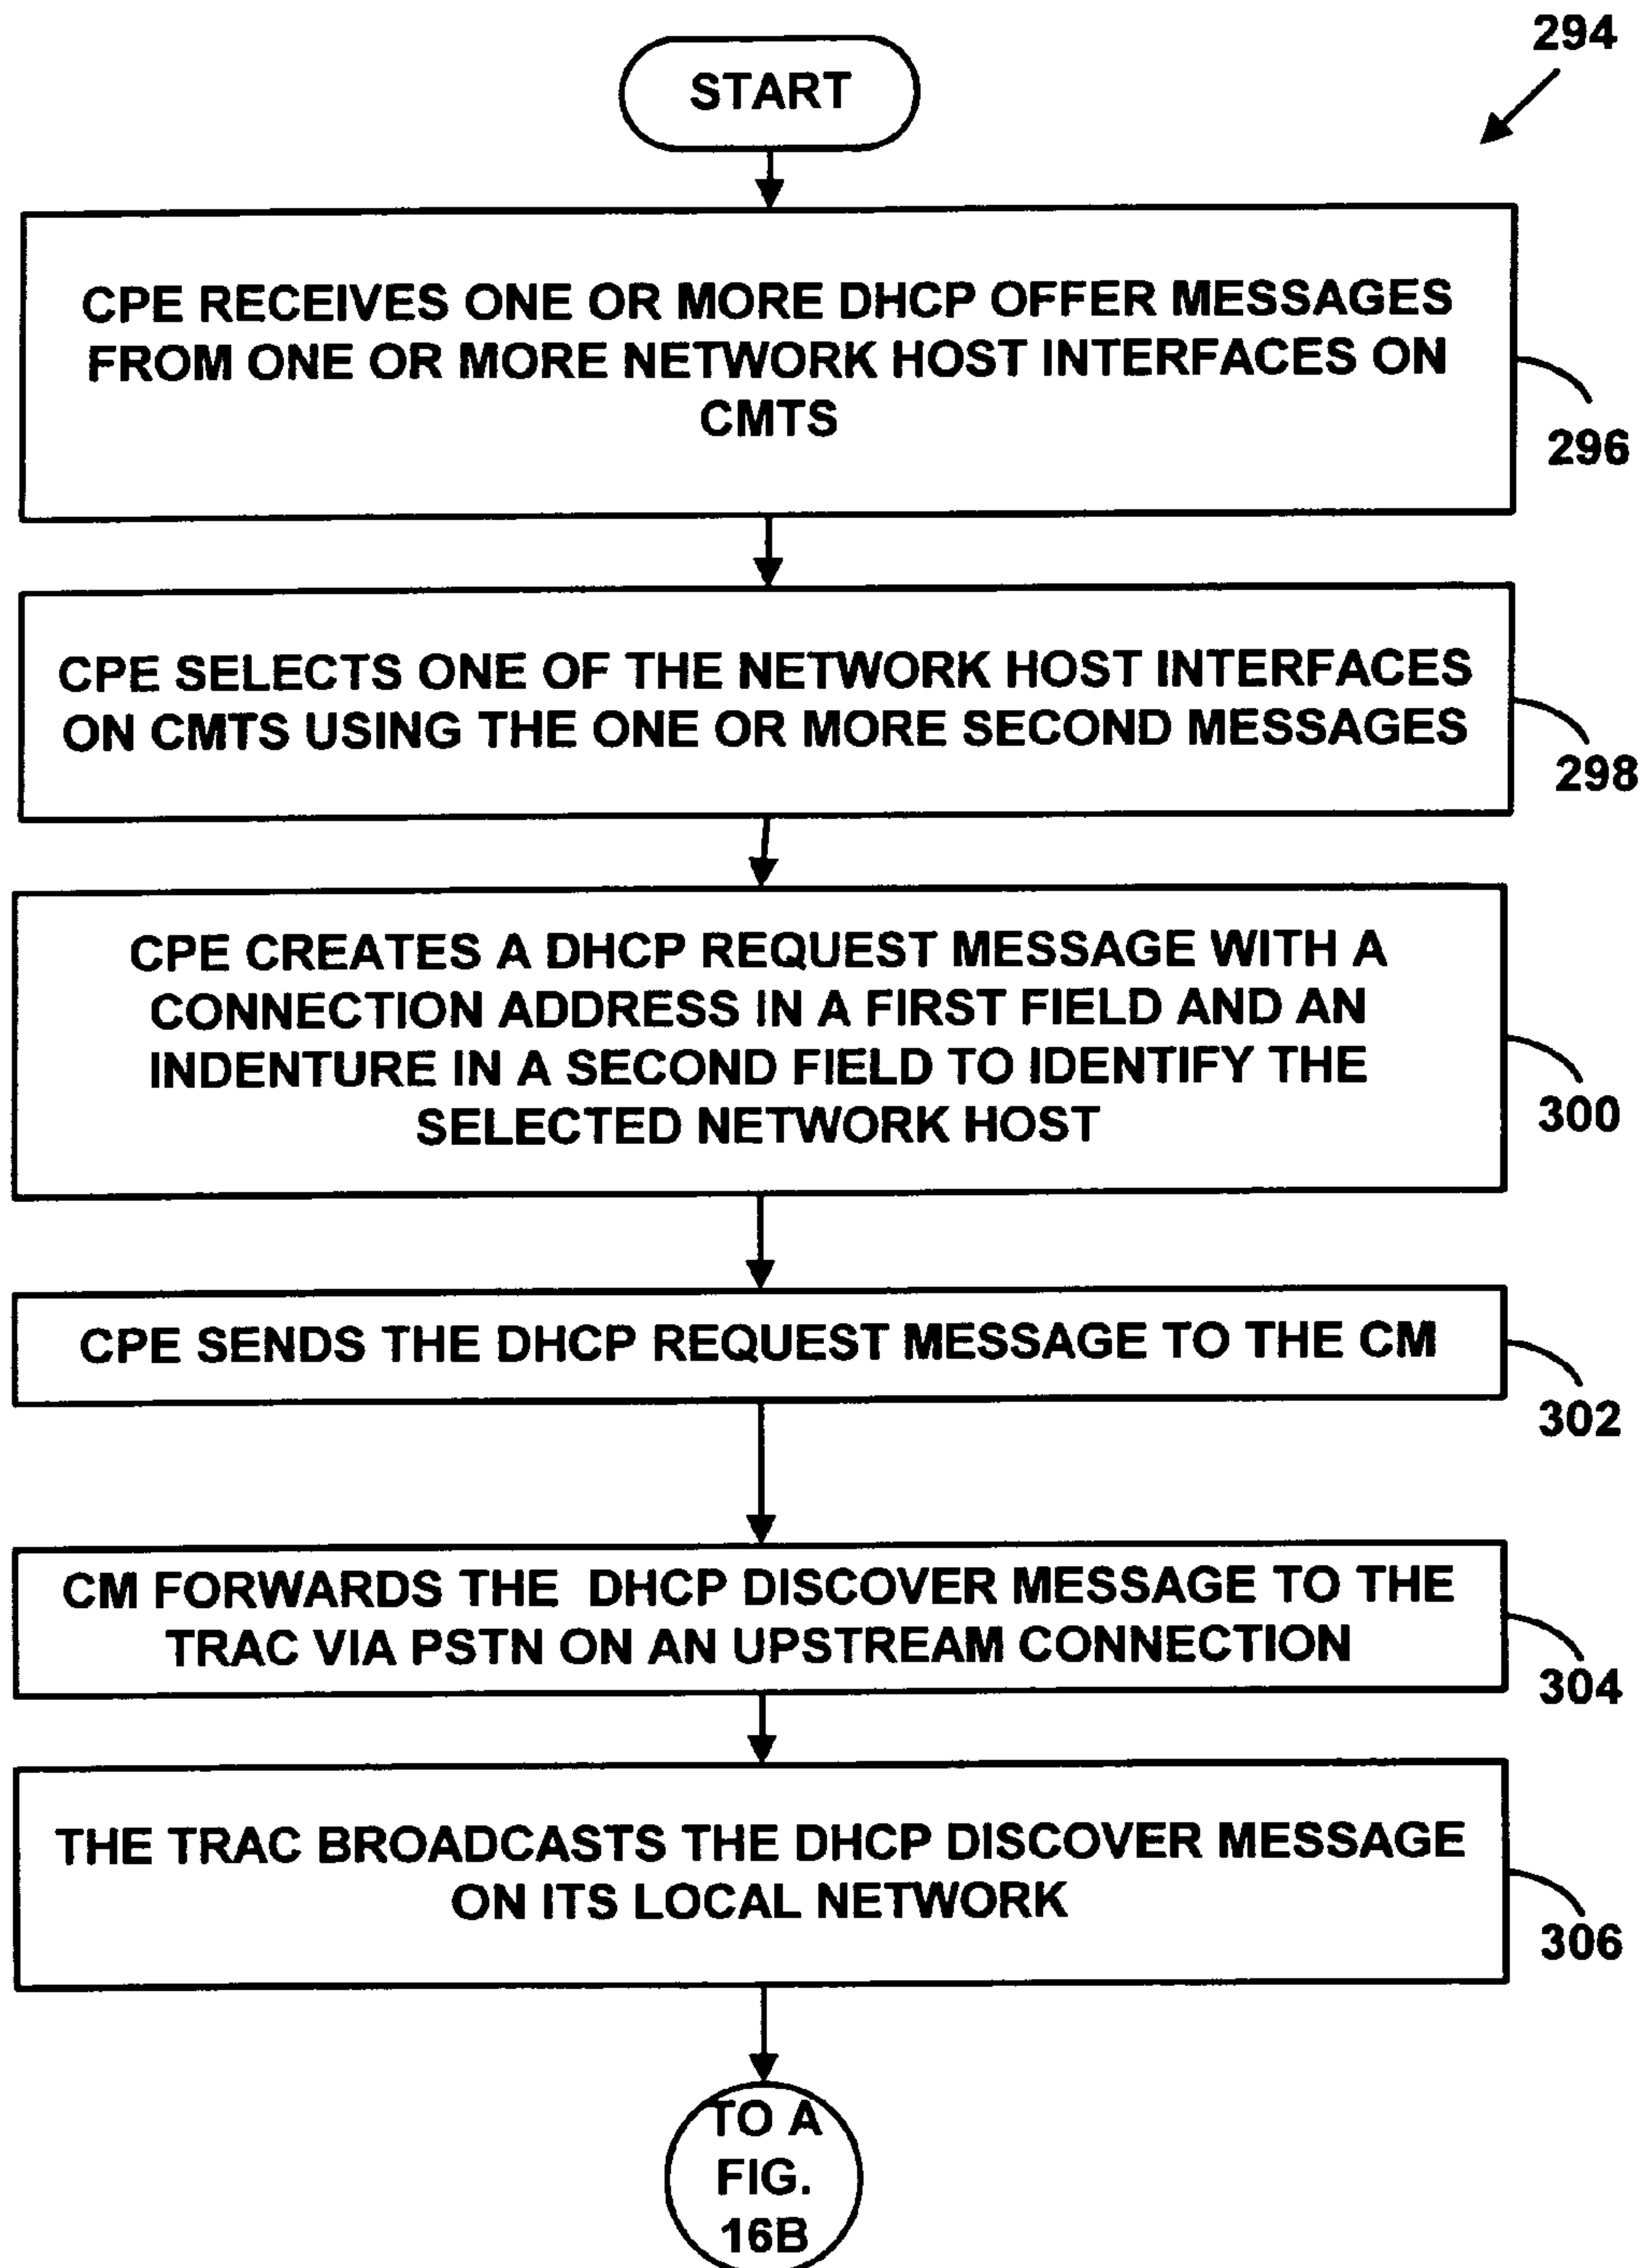 294
START
CPE RECEIVES ONE OR MORE DHCP OFFER MESSAGES
FROM ONE OR MORE NETWORK HOST INTERFACES ON
CMTS
296
CPE SELECTS ONE OF THE NETWORK HOST INTERFACES
ON CMTS USING THE ONE OR MORE SECOND MESSAGES
298
CPE CREATES A DHCP REQUEST MESSAGE WITH A
CONNECTION ADDRESS IN A FIRST FIELD AND AN
INDENTURE IN A SECOND FIELD TO IDENTIFY THE
SELECTED NETWORK HOST
300
CPE SENDS THE DHCP REQUEST MESSAGE TO THE CM
302
CM FORWARDS THE DHCP DISCOVER MESSAGE TO THE
TRAC VIA PSTN ON AN UPSTREAM CONNECTION
304
THE TRAC BROADCASTS THE DHCP DISCOVER MESSAGE
ON ITS LOCAL NETWORK
306
TO A
FIG.
16B